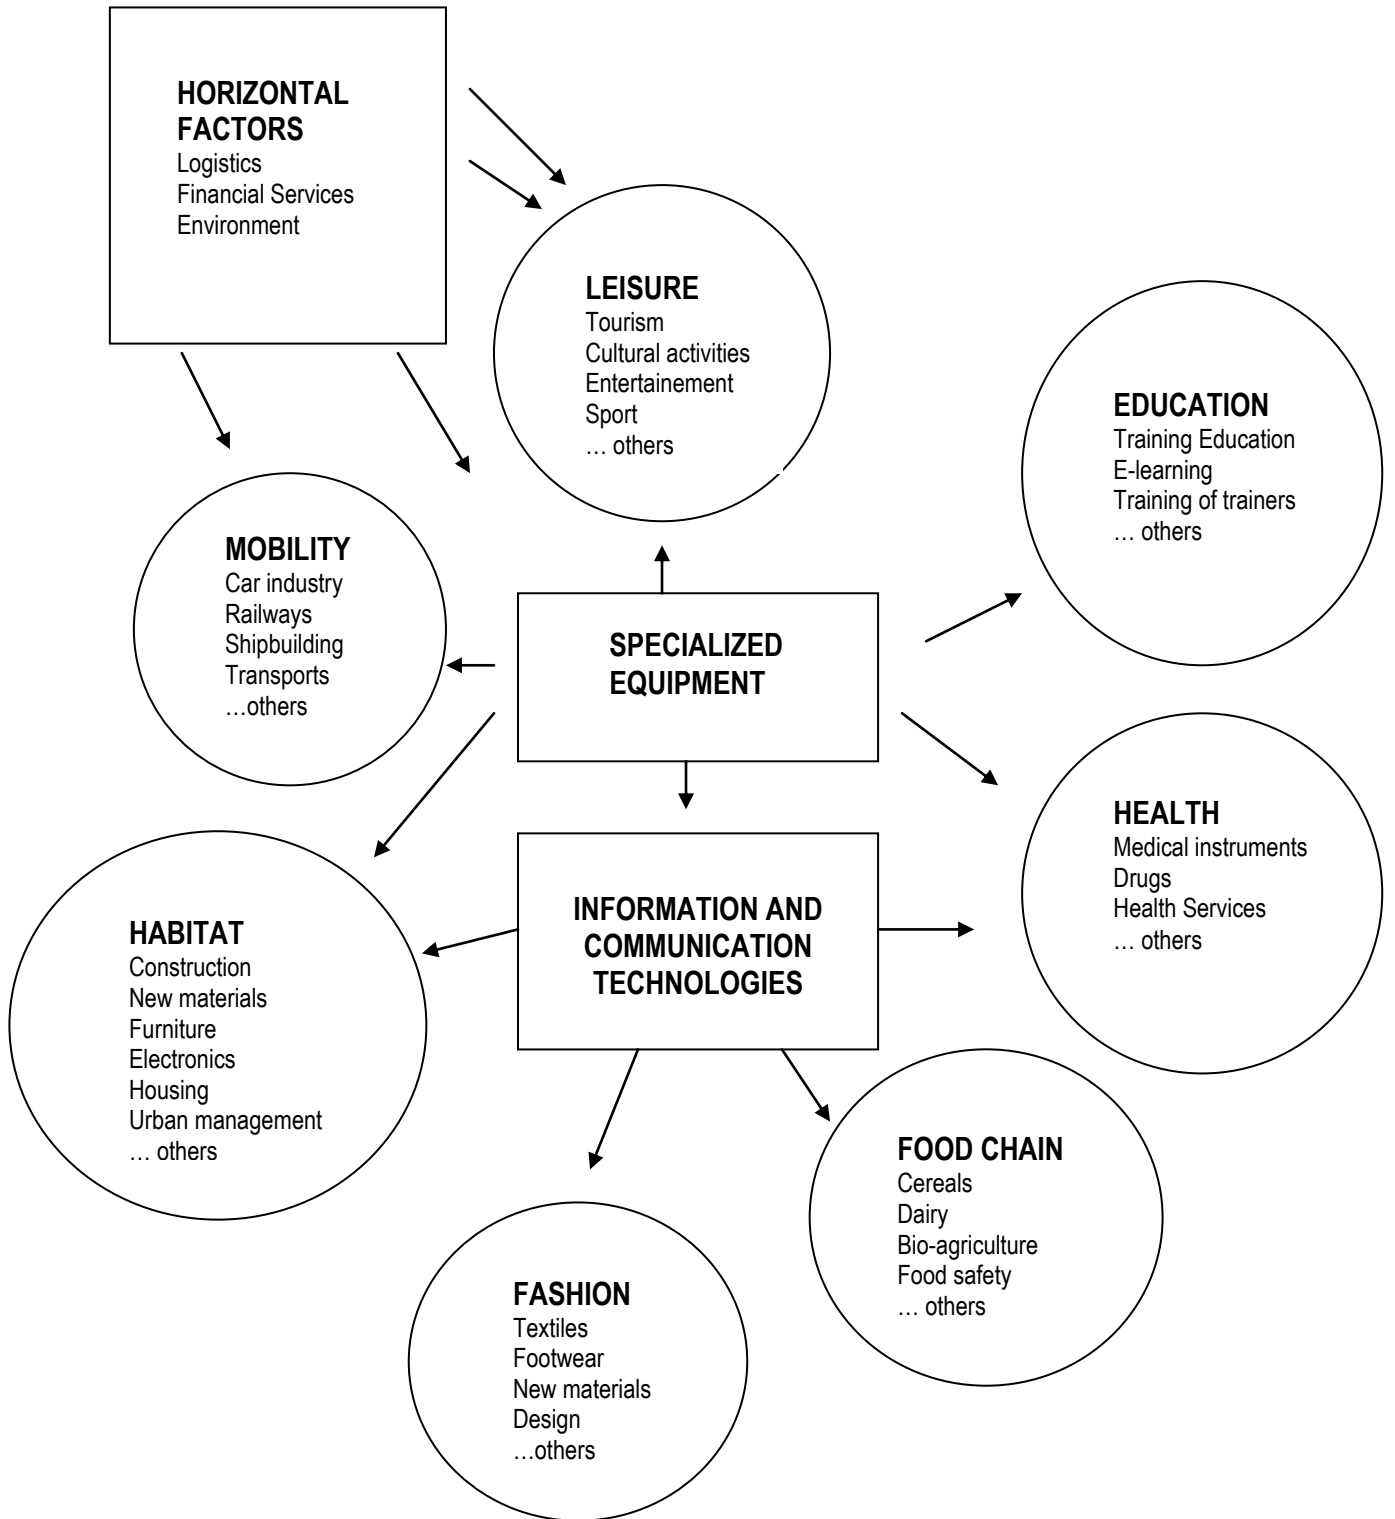 HORIZONTAL
FACTORS
Logistics
Financial Services
Environment
LEISURE
Tourism
Cultural activities
Entertainement
Sport
… others
EDUCATION
Training Education
E-learning
Training of trainers
… others
MOBILITY
Car industry
Railways
Shipbuilding
Transports
…others
SPECIALIZED
EQUIPMENT
HEALTH
Medical instruments
Drugs
Health Services
… others
INFORMATION AND
COMMUNICATION
TECHNOLOGIES
HABITAT
Construction
New materials
Furniture
Electronics
Housing
Urban management
… others
FOOD CHAIN
Cereals
Dairy
Bio-agriculture
Food safety
… others
FASHION
Textiles
Footwear
New materials
Design
…others